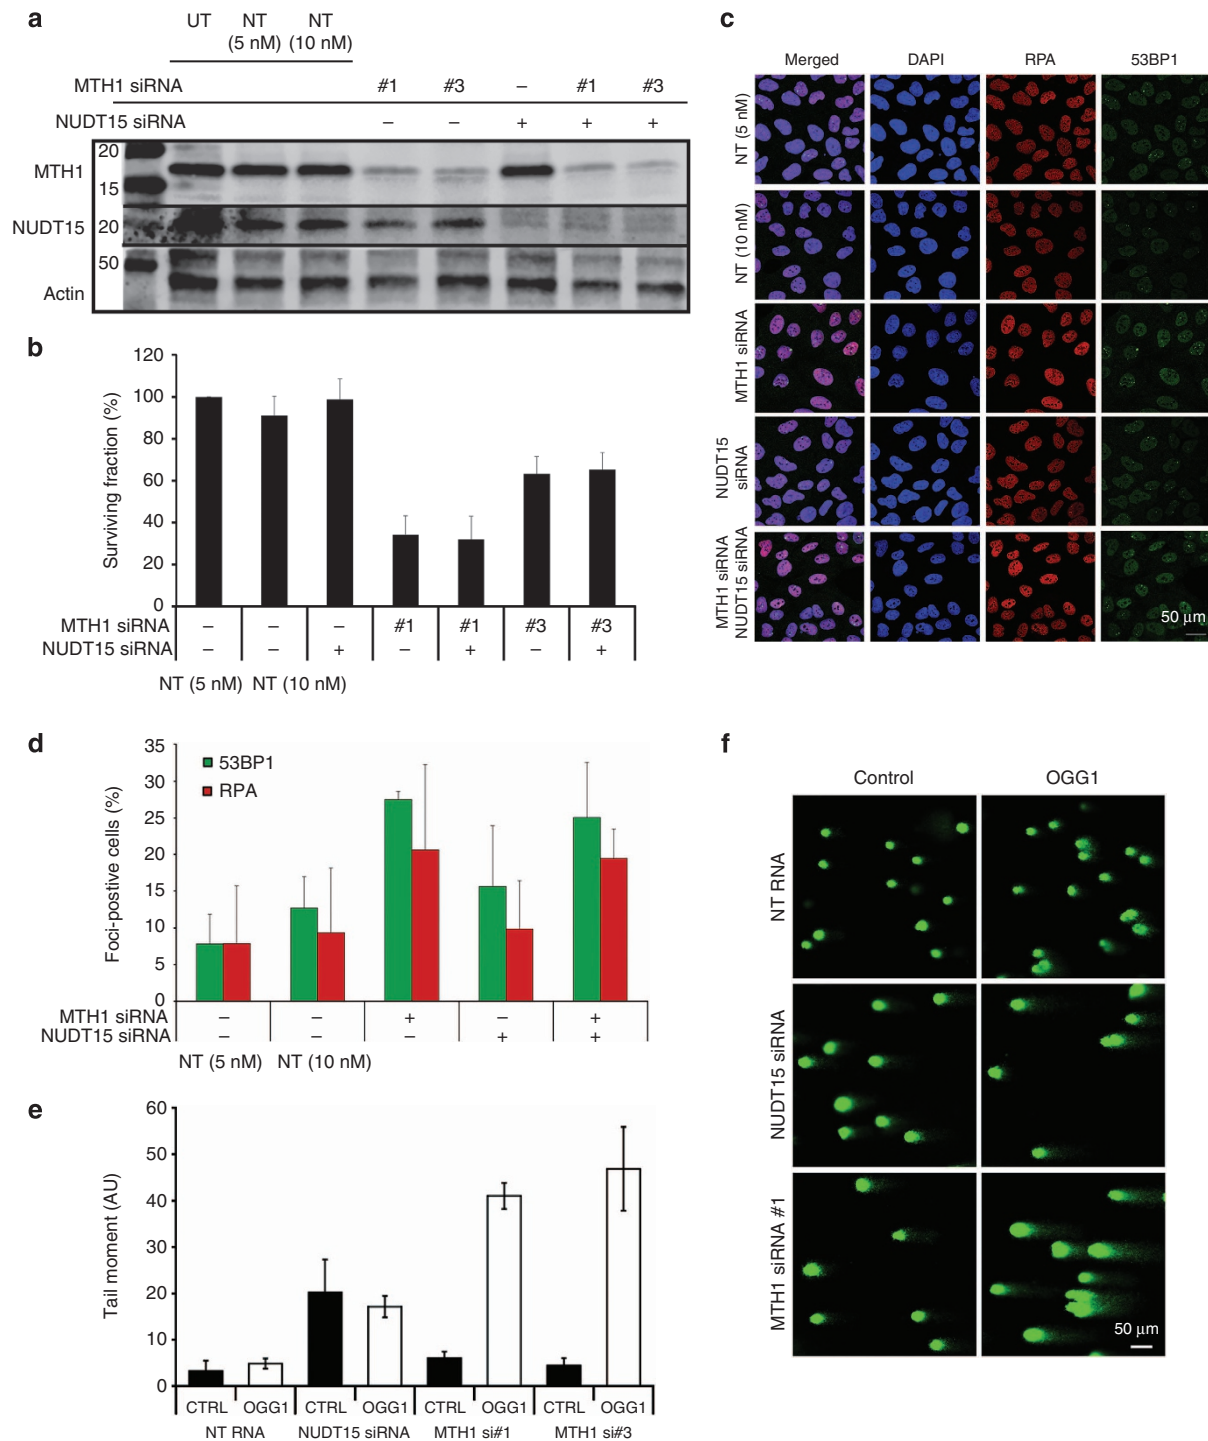 a
UT NT NT
(5 nM) (10 nM)
MTH1 siRNA #1 #3 – #1 #3
NUDT15 siRNA – – + + +
20
MTH1
15
NUDT15 20
50
Actin
b
120
100
80
60
40
20
0
Surviving fraction (%)
MTH1 siRNA – – – #1 #1 #3 #3
NUDT15 siRNA – – + – + – +
NT (5 nM) NT (10 nM)
c
Merged DAPI RPA 53BP1
NT (5 nM)
NT (10 nM)
MTH1 siRNA
NUDT15
siRNA
MTH1 siRNA
NUDT15 siRNA
50 µm
d
35
30
25
20
15
10
5
0
Foci-postive cells (%)
53BP1
RPA
MTH1 siRNA – – + – +
NUDT15 siRNA – – – + +
NT (5 nM) NT (10 nM)
e
60
50
40
30
20
10
0
Tail moment (AU)
CTRL OGG1 CTRL OGG1 CTRL OGG1 CTRL OGG1
NT RNA NUDT15 siRNA MTH1 si#1 MTH1 si#3
f
Control OGG1
NT RNA
NUDT15 siRNA
MTH1 siRNA #1
50 µm